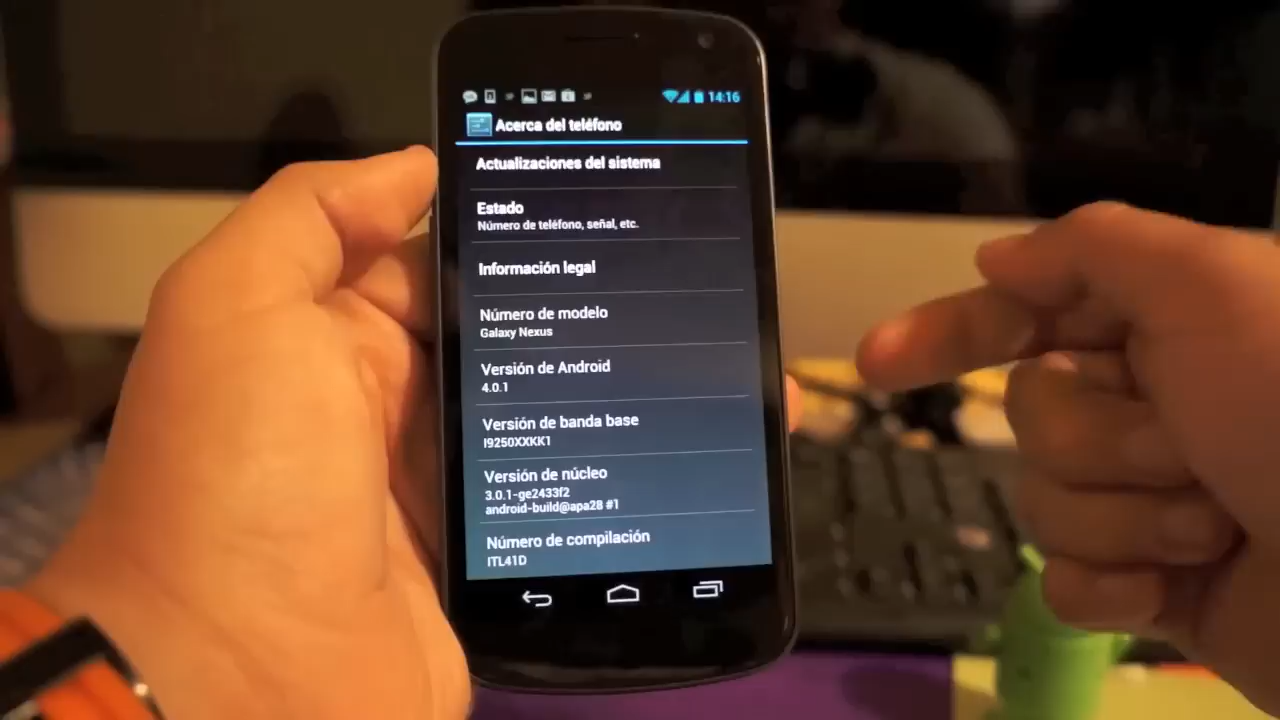 14:16
Acerca del teléfono
Actualizaciones del sistema
Estado
Número de teléfono, señal, etc.
Información legal
Número de modelo
Galaxy Nexus
Versión de Android
4.0.1
Versión de banda base
I9250XXKK1
Versión de núcleo
3.0.1-ge2433f2
android-build@apa28 #1
Número de compilación
ITL41D